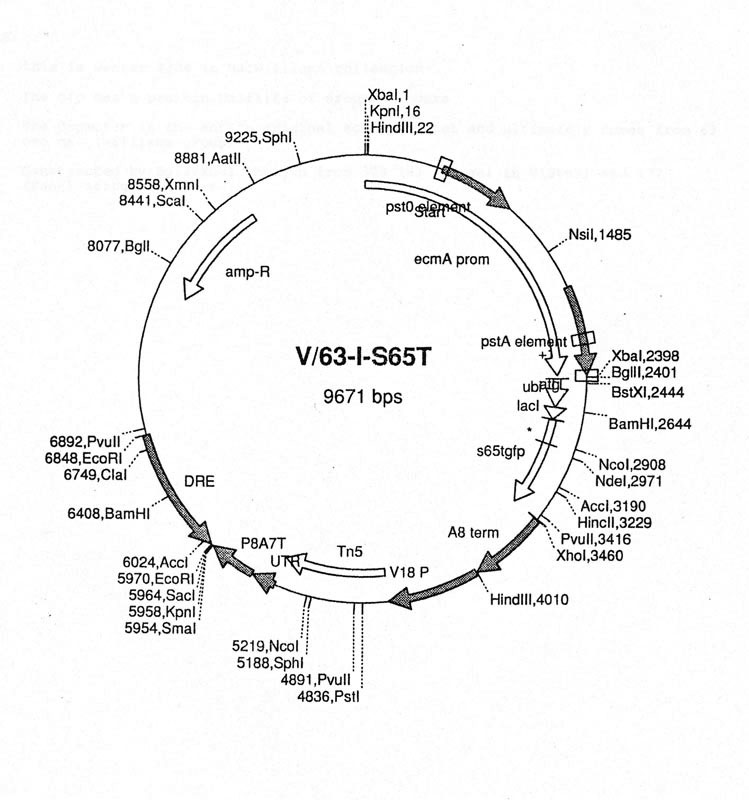 XbaI,1
KpnI,16
HindIII,22
9225,SphI
8881,AatII
8558,XmnI
8441,ScaI
8077,BglI
pst0 element
Start
NsiI,1485
ecmA prom
amp-R
pstA element
+1
V/63-I-S65T
9671 bps
XbaI,2398
BglII,2401
BstXI,2444
lacI
BamHI,2644
*
s65tgfp
NcoI,2908
NdeI,2971
AccI,3190
HincII,3229
PvuII,3416
XhoI,3460
A8 term
HindIII,4010
6892,PvuII
6848,EcoRI
6749,ClaI
DRE
6408,BamHI
P8A7T
UTR
Tn5
V18 P
6024,AccI
5970,EcoRI
5964,SacI
5958,KpnI
5954,SmaI
5219,NcoI
5188,SphI
4891,PvuII
4836,PstI